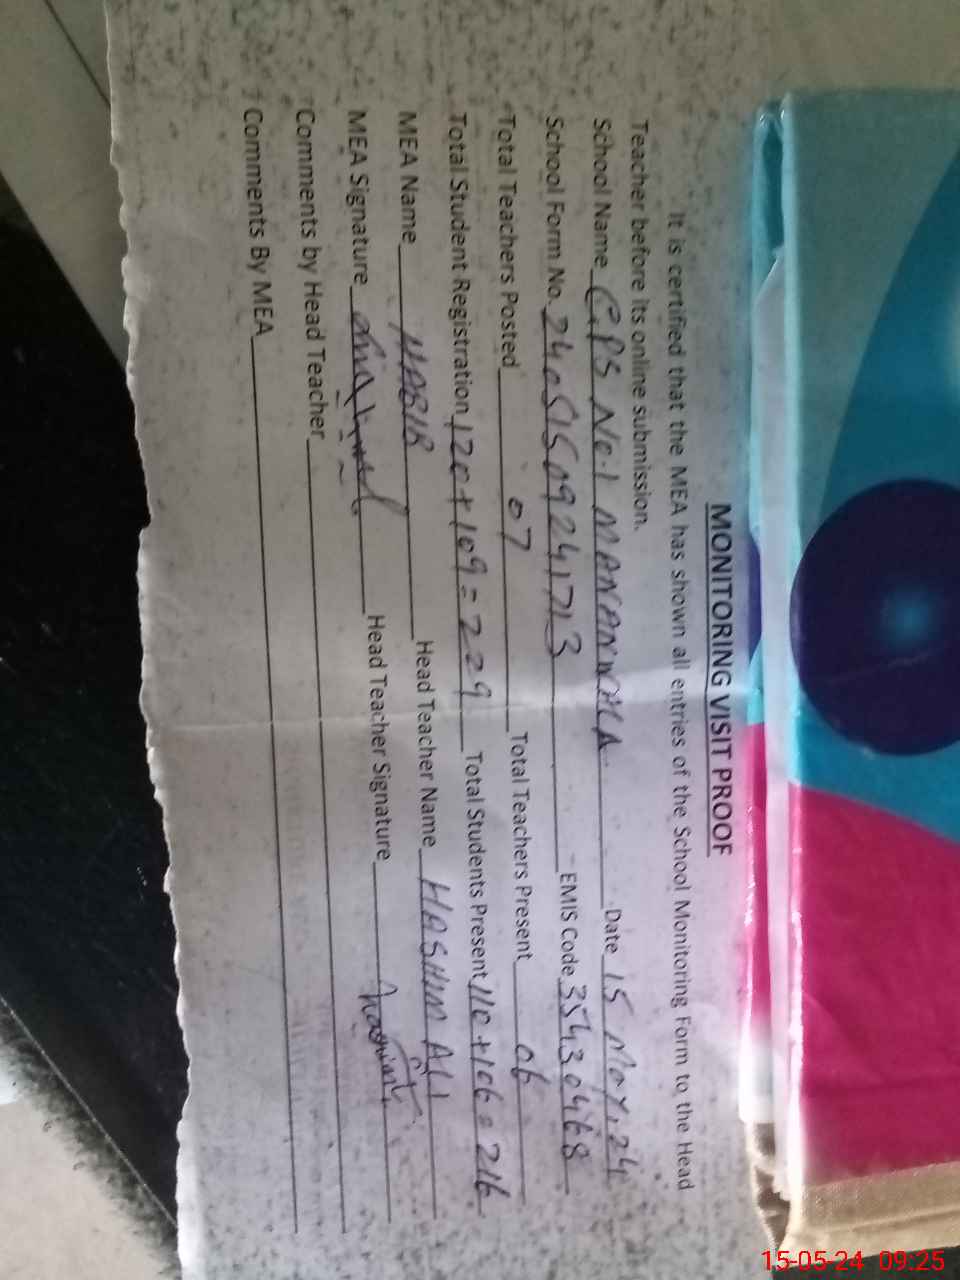 MONITORING VISIT PROOF
It is certified that the MEA has shown all entries of the School Monitoring Form to the Head
Teacher before its online submission.
School Name G.P.S No.1 MANANWALA Date 15 May, 24
School Form No. 24051509241713 EMIS Code 35430468
Total Teachers Posted 07 Total Teachers Present 06
Total Student Registration 120+109=229 Total Students Present 110+106=216
MEA Name Head Teacher Name HASHIM ALI
MEA Signature Head Teacher Signature
Comments by Head Teacher
Comments By MEA
15-05-24 09:25